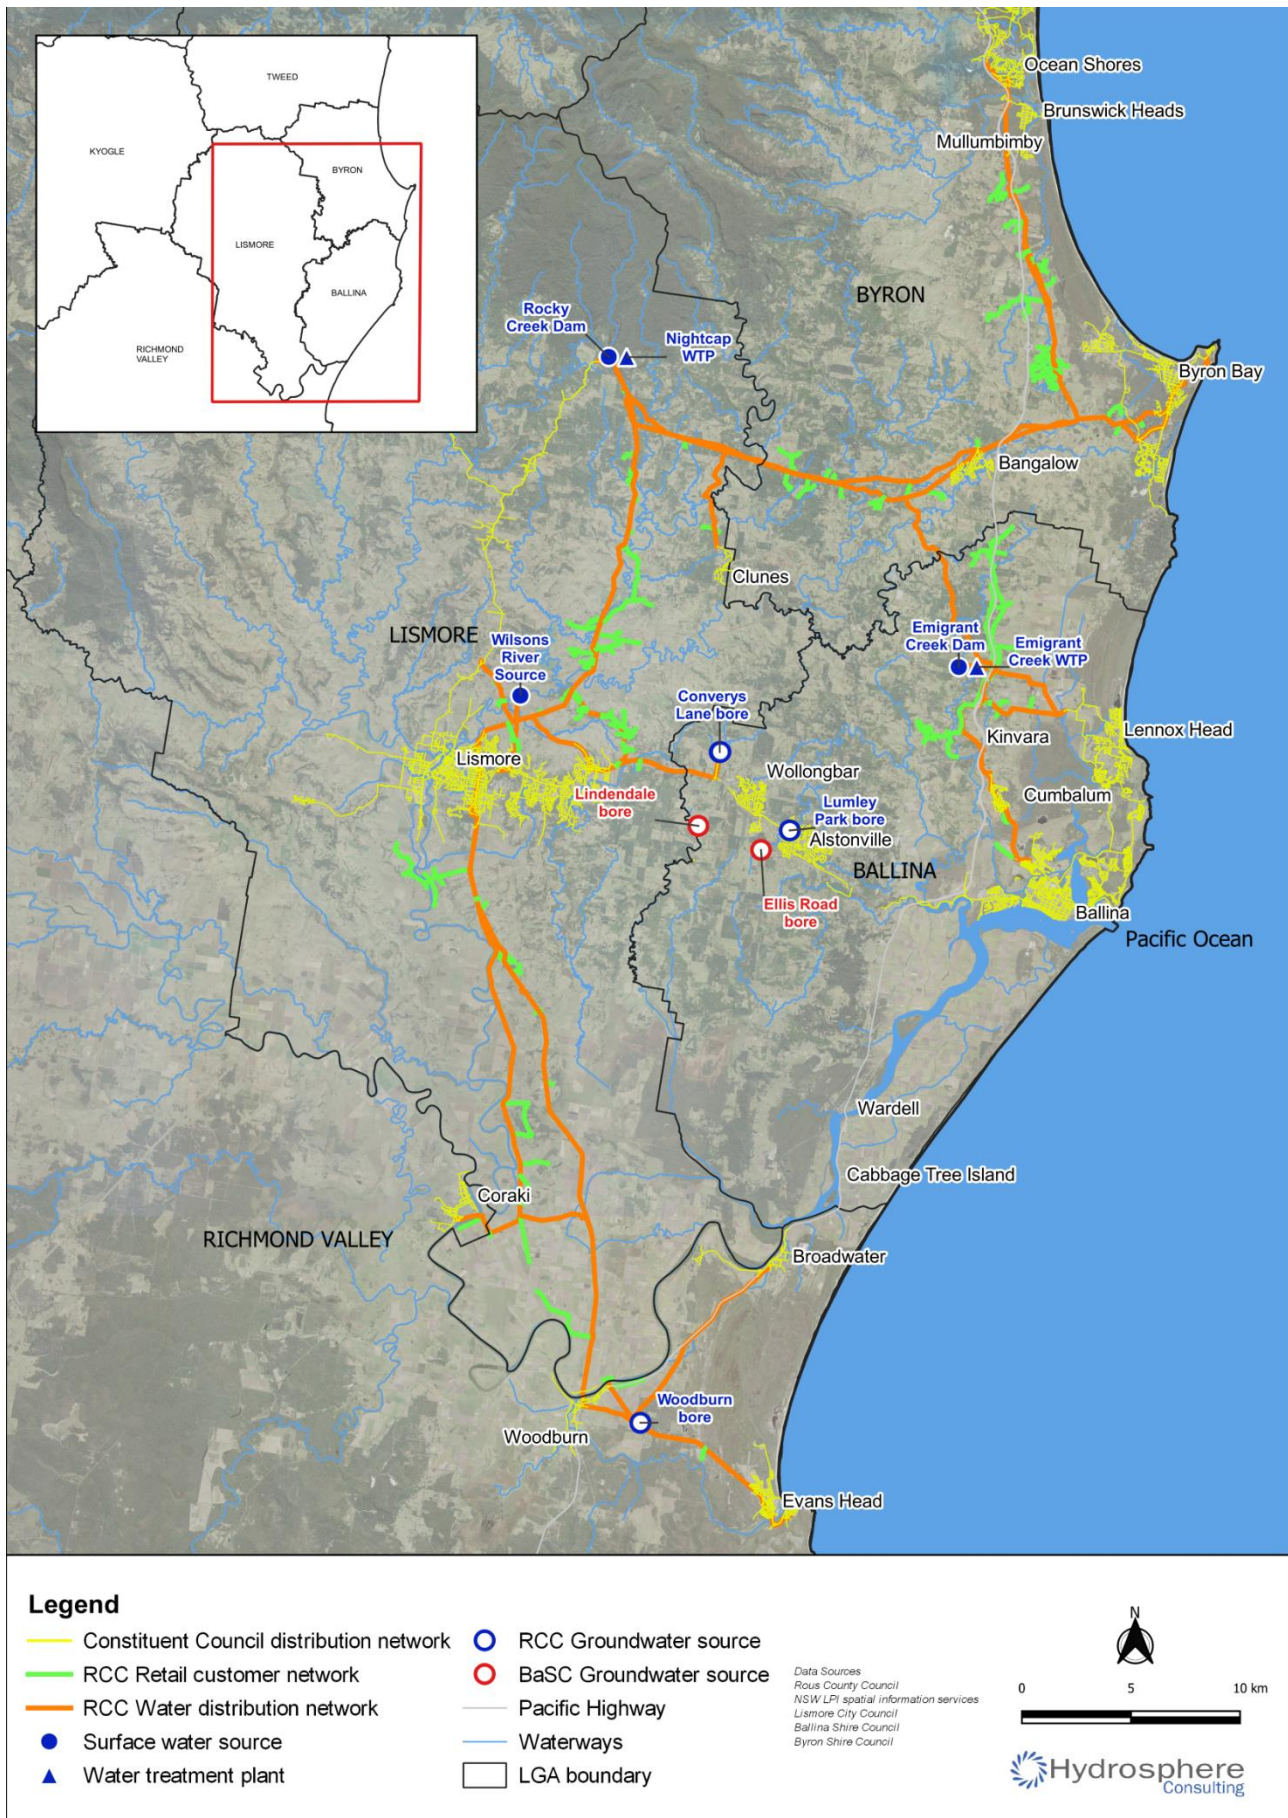 TWEED
KYOGLE
BYRON
LISMORE
BALLINA
RICHMOND
VALLEY
Ocean Shores
Brunswick Heads
Mullumbimby
BYRON
Rocky
Creek Dam
Nightcap
WTP
Byron Bay
Bangalow
Clunes
LISMORE
Wilsons
River
Source
Emigrant
Creek Dam
Emigrant
Creek WTP
Converys
Lane bore
Lennox Head
Kinvara
Lismore
Wollongbar
Lindendale
bore
Cumbalum
Lumley
Park bore
Alstonville
BALLINA
Ellis Road
bore
Ballina
Pacific Ocean
Wardell
Cabbage Tree Island
Coraki
RICHMOND VALLEY
Broadwater
Woodburn
bore
Woodburn
Evans Head
Legend
Constituent Council distribution network
RCC Retail customer network
RCC Water distribution network
Surface water source
Water treatment plant
RCC Groundwater source
BaSC Groundwater source
Pacific Highway
Waterways
LGA boundary
Data Sources
Rous County Council
NSW LPI spatial information services
Lismore City Council
Ballina Shire Council
Byron Shire Council
N
0 5 10 km
Hydrosphere
Consulting